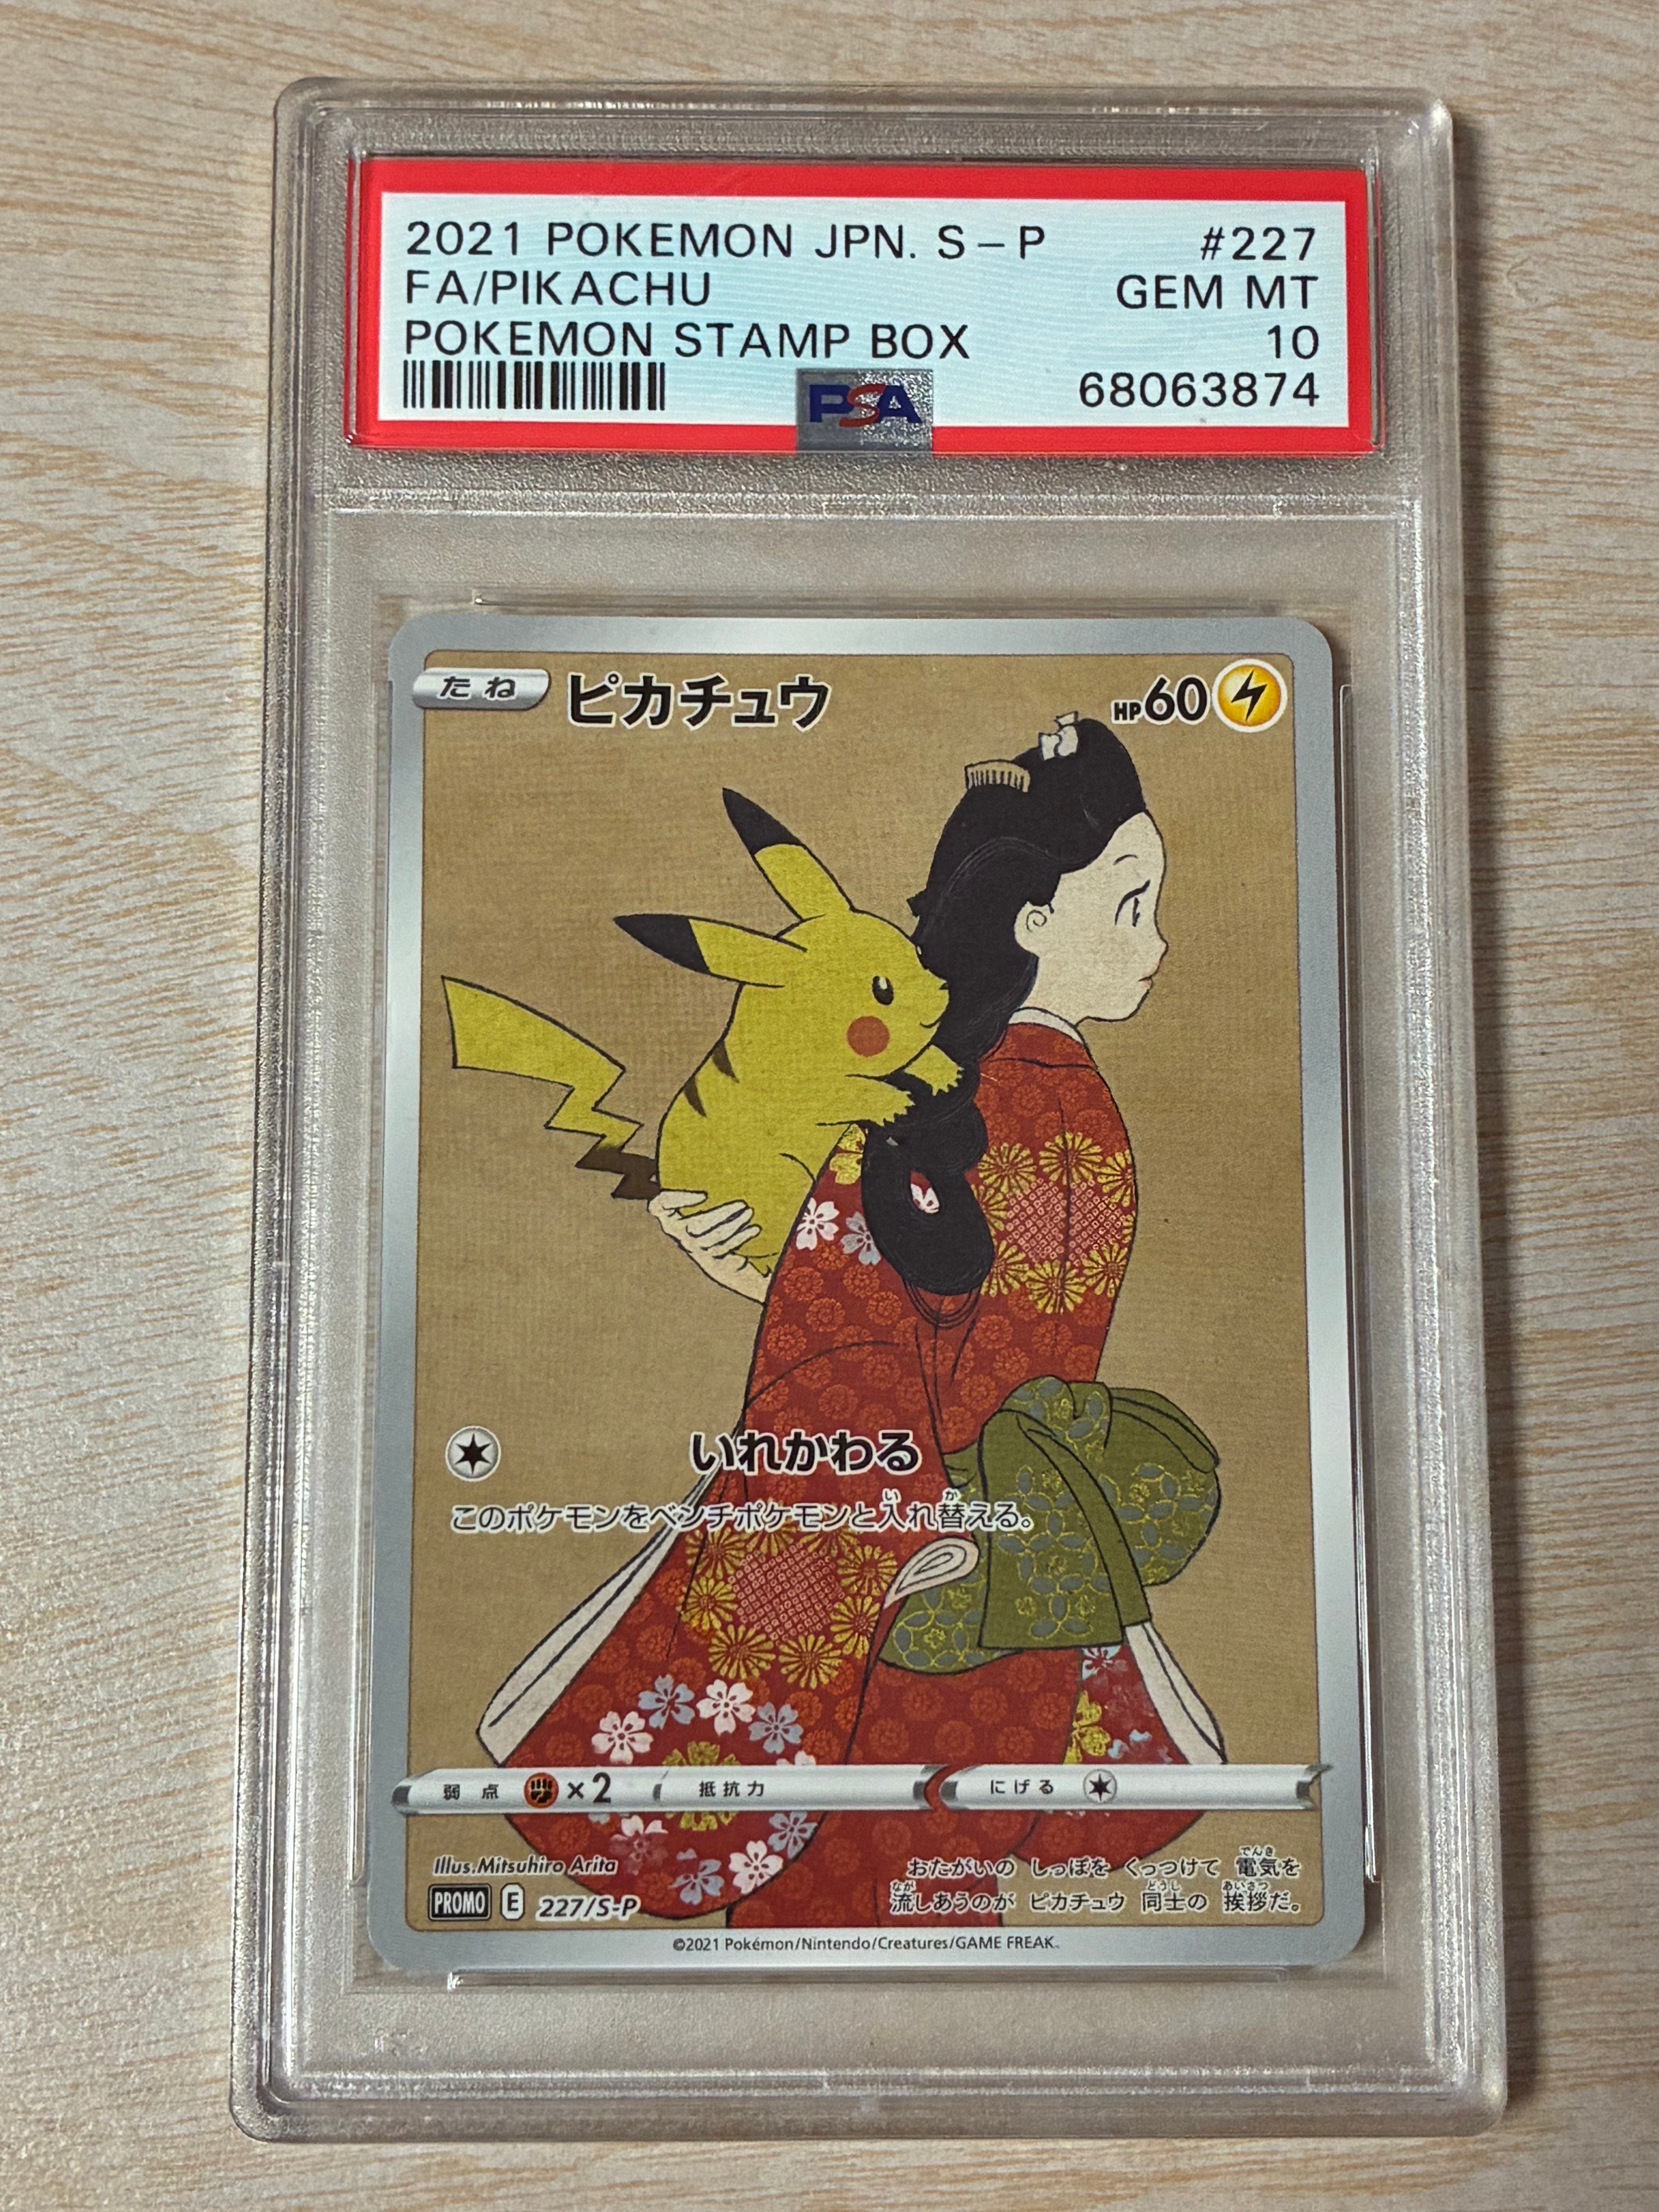 2021 POKEMON JPN. S-P #227
FA/PIKACHU GEM MT
POKEMON STAMP BOX 10
PSA 68063874
たね ピカチュウ HP60
いれかわる
このポケモンをベンチポケモンと入れ替える。
弱点 ×2 抵抗力 にげる
Illus.Mitsuhiro Arita
おたがいの しっぽを くっつけて 電気を
PROMO E 227/S-P 流しあうのが ピカチュウ 同士の 挨拶だ。
©2021 Pokémon/Nintendo/Creatures/GAME FREAK.